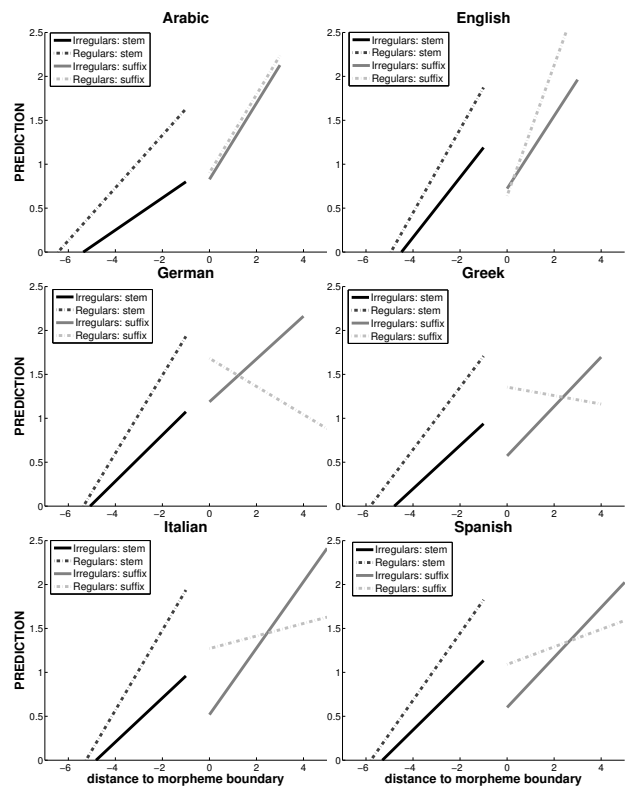 Arabic
English
Irregulars: stem
Regulars: stem
Irregulars: suffix
Regulars: suffix
Irregulars: stem
Regulars: stem
Irregulars: suffix
Regulars: suffix
PREDICTION
2.5
2
1.5
1
0.5
0
−6 −4 −2 0 2 4
2.5
2
1.5
1
0.5
0
−6 −4 −2 0 2 4
German
Greek
Irregulars: stem
Regulars: stem
Irregulars: suffix
Regulars: suffix
Irregulars: stem
Regulars: stem
Irregulars: suffix
Regulars: suffix
PREDICTION
2.5
2
1.5
1
0.5
0
−6 −4 −2 0 2 4
2.5
2
1.5
1
0.5
0
−6 −4 −2 0 2 4
Italian
Spanish
Irregulars: stem
Regulars: stem
Irregulars: suffix
Regulars: suffix
Irregulars: stem
Regulars: stem
Irregulars: suffix
Regulars: suffix
PREDICTION
2.5
2
1.5
1
0.5
0
−6 −4 −2 0 2 4
distance to morpheme boundary
2.5
2
1.5
1
0.5
0
−6 −4 −2 0 2 4
distance to morpheme boundary